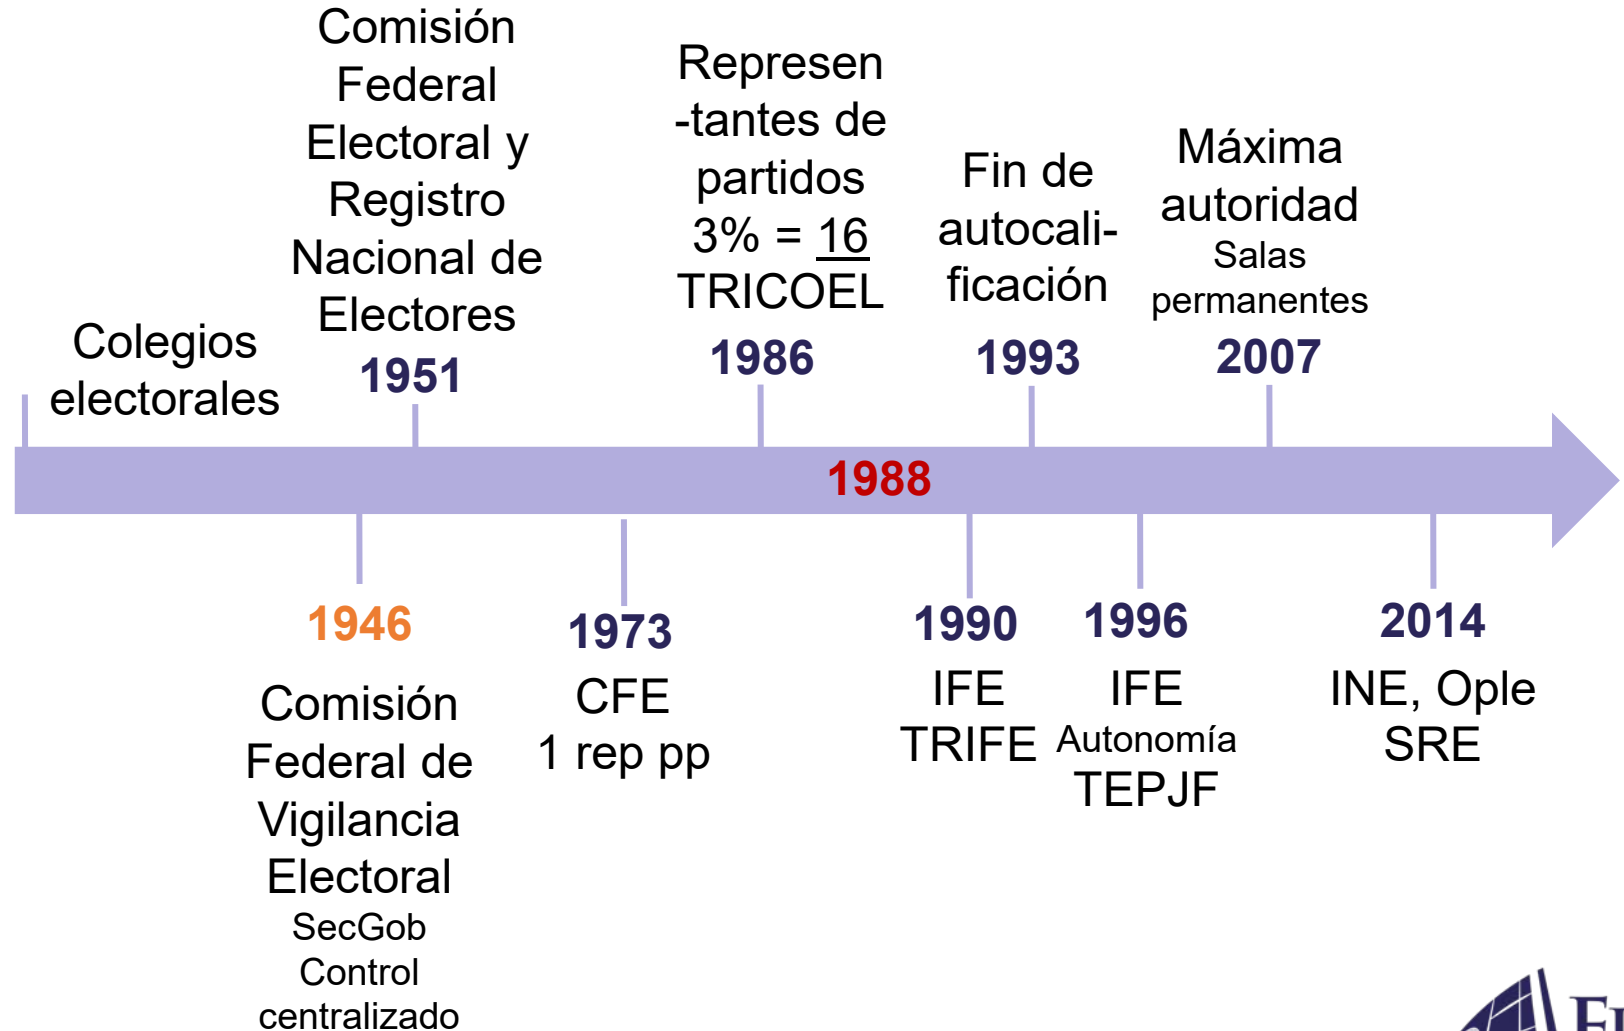 Colegios
electorales
Comisión
Federal
Electoral y
Registro
Nacional de
Electores
1951
Represen
-tantes de
partidos
3% = 16
TRICOEL
1986
Fin de
autocali-
ficación
1993
Máxima
autoridad
Salas
permanentes
2007
1988
1946
Comisión
Federal de
Vigilancia
Electoral
SecGob
Control
centralizado
1973
CFE
1 rep pp
1990
IFE
TRIFE
1996
IFE
Autonomía
TEPJF
2014
INE, Ople
SRE